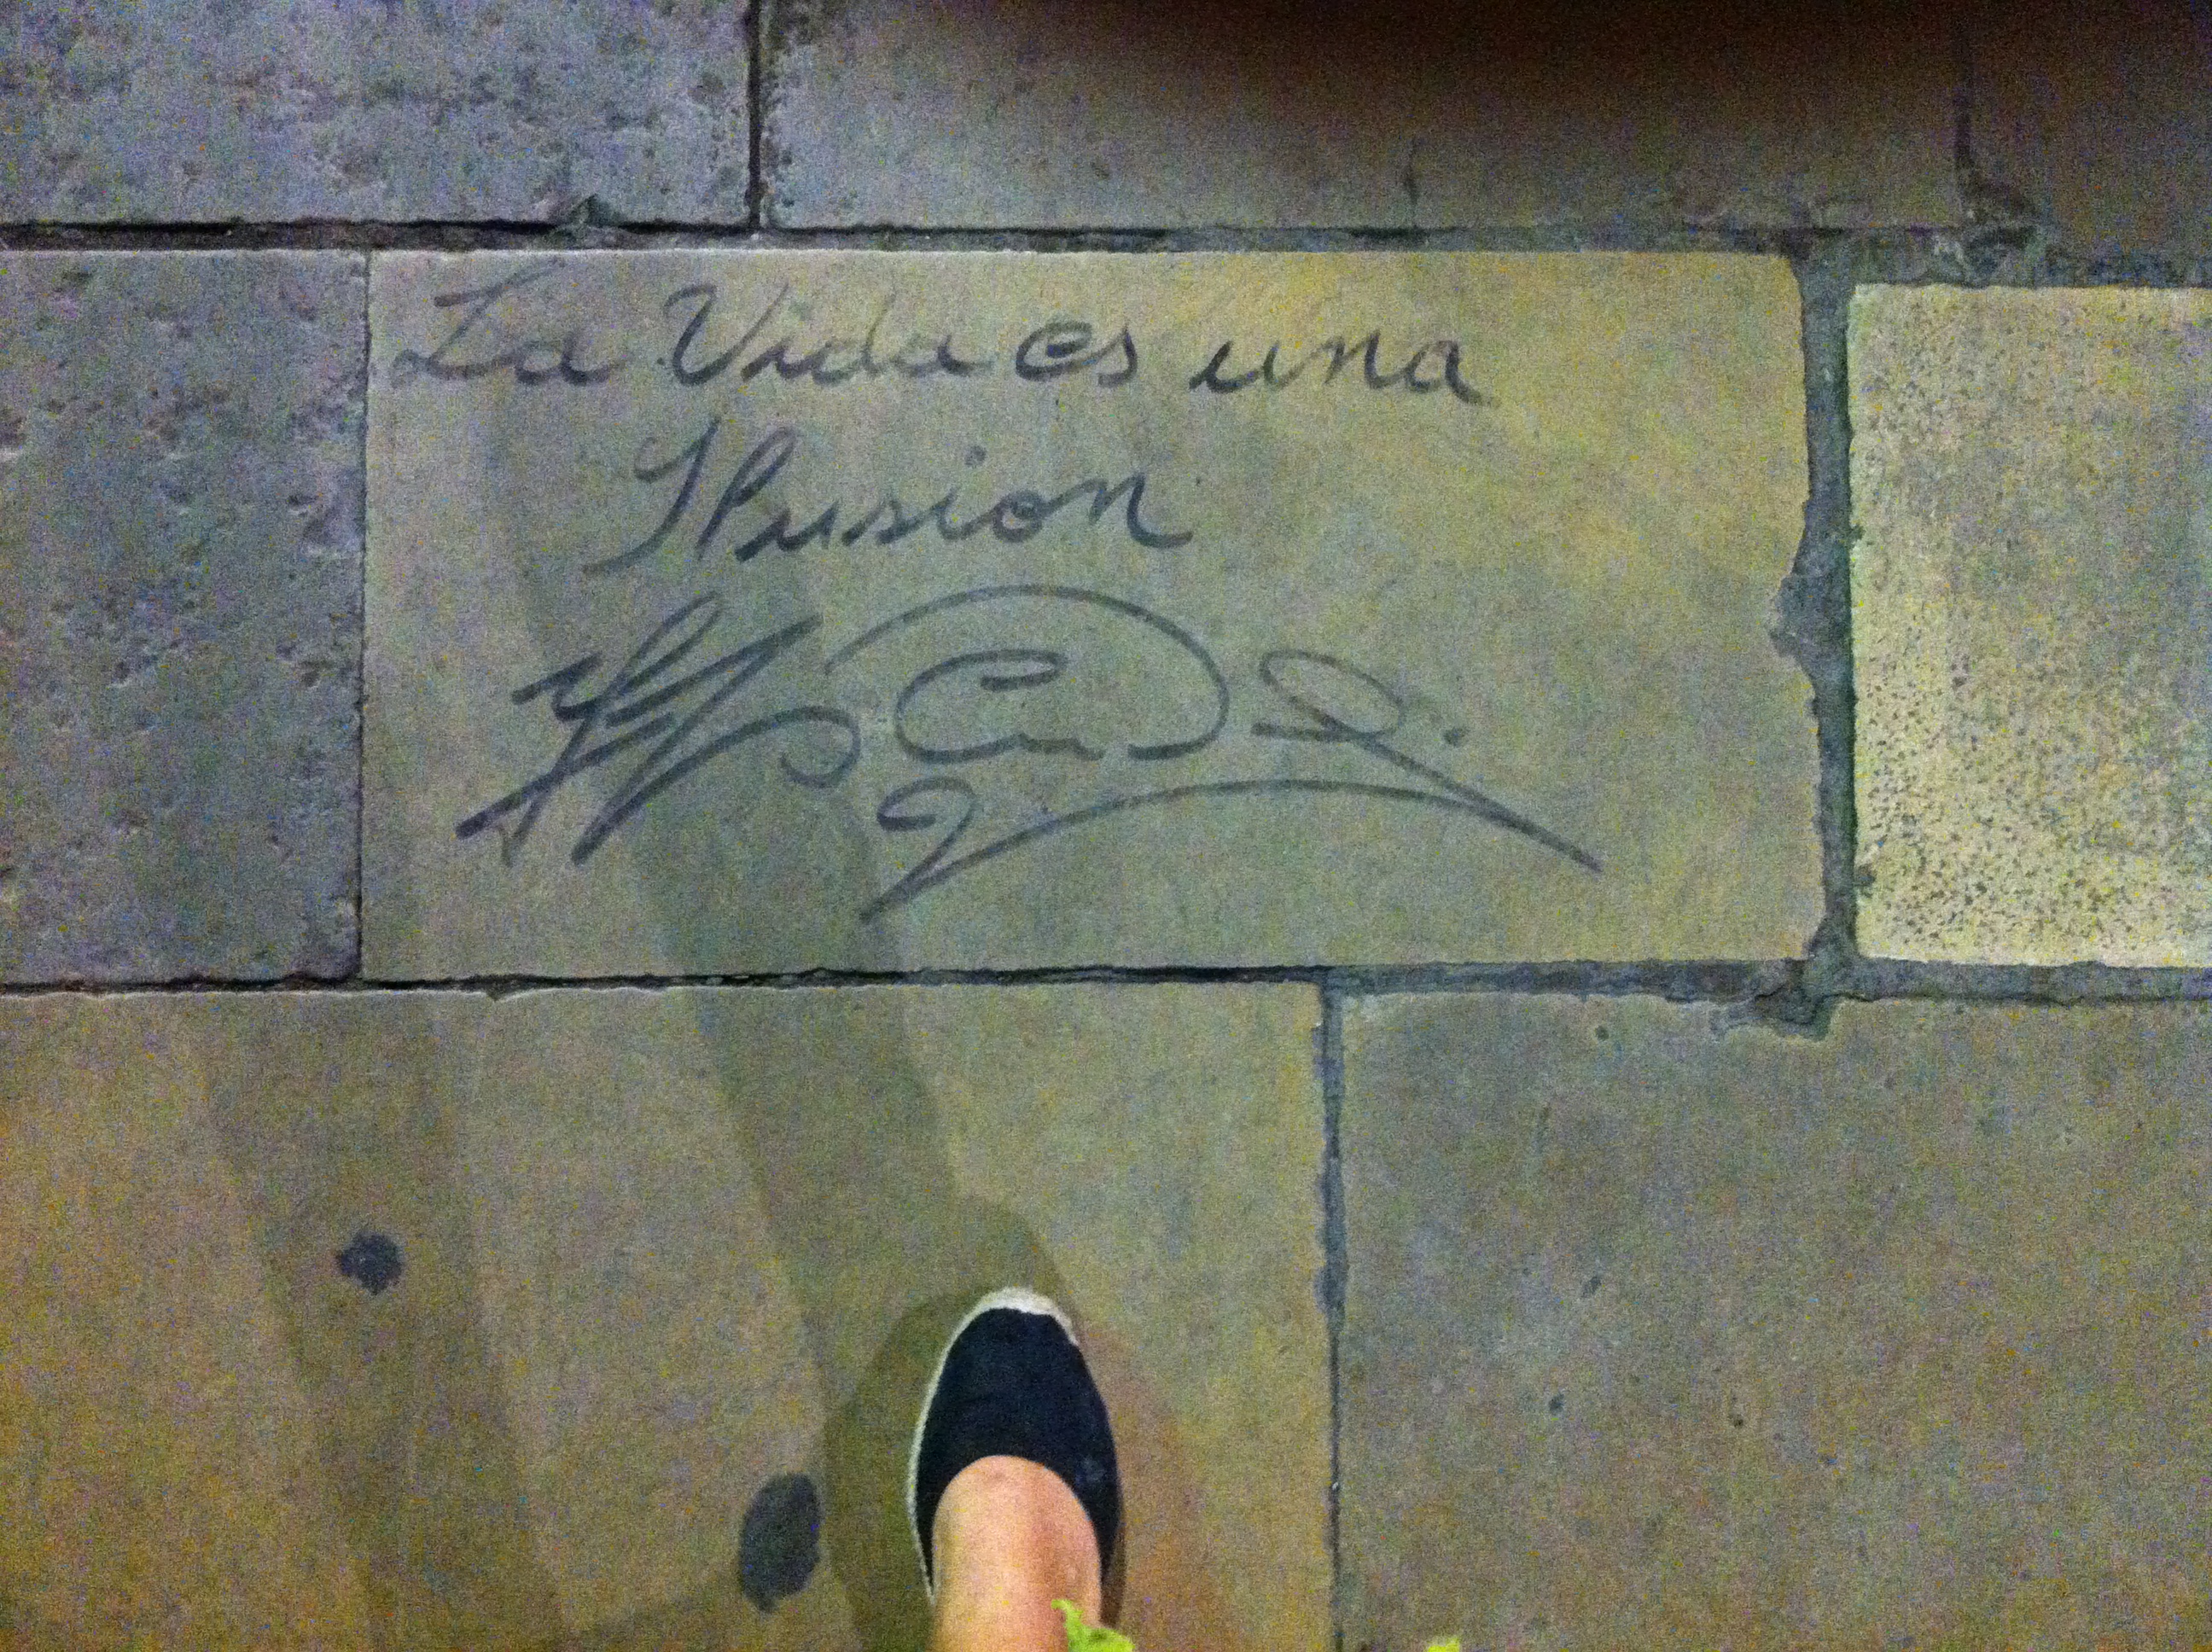 La Vida es una
Ilusion